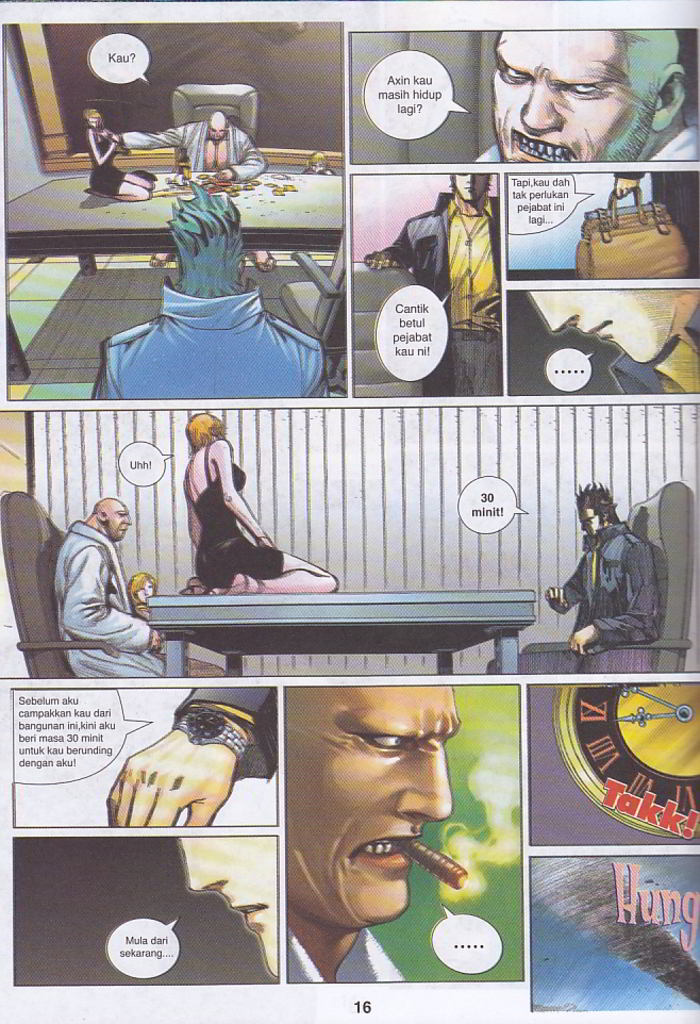 Kau?
Axin kau
masih hidup
lagi?
Cantik
betul
pejabat
kau ni!
Tapi,kau dah
tak perlukan
pejabat ini
lagi...
.....
Uhh!
30
minit!
Sebelum aku
campakkan kau dari
bangunan ini,kini aku
beri masa 30 minit
untuk kau berunding
dengan aku!
Mula dari
sekarang....
.....
Takk!
Hung
16